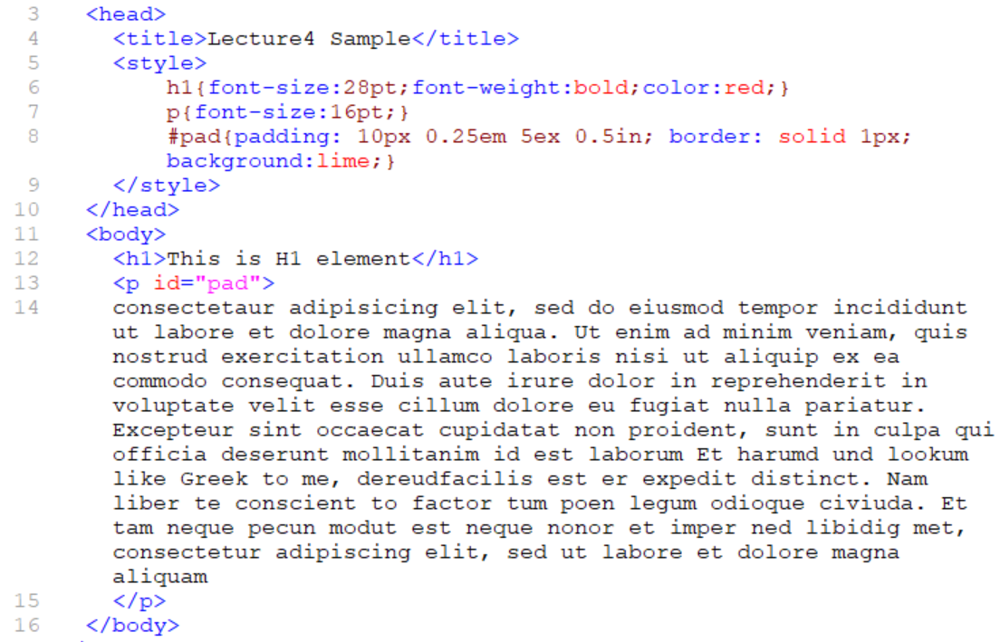 3 <head>
4 <title>Lecture4 Sample</title>
5 <style>
6 h1{font-size:28pt;font-weight:bold;color:red;}
7 p{font-size:16pt;}
8 #pad{padding: 10px 0.25em 5ex 0.5in; border: solid 1px;
background:lime;}
9 </style>
10 </head>
11 <body>
12 <h1>This is H1 element</h1>
13 <p id="pad">
14 consectetaur adipisicing elit, sed do eiusmod tempor incididunt
ut labore et dolore magna aliqua. Ut enim ad minim veniam, quis
nostrud exercitation ullamco laboris nisi ut aliquip ex ea
commodo consequat. Duis aute irure dolor in reprehenderit in
voluptate velit esse cillum dolore eu fugiat nulla pariatur.
Excepteur sint occaecat cupidatat non proident, sunt in culpa qui
officia deserunt mollitanim id est laborum Et harumd und lookum
like Greek to me, dereudfacilis est er expedit distinct. Nam
liber te conscient to factor tum poen legum odioque civiuda. Et
tam neque pecun modut est neque nonor et imper ned libidig met,
consectetur adipiscing elit, sed ut labore et dolore magna
aliquam
15 </p>
16 </body>